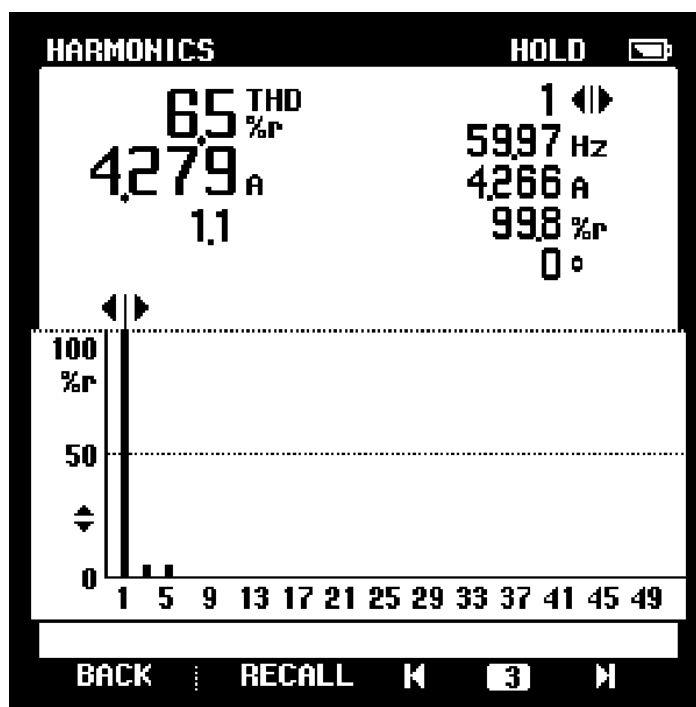 HARMONICS HOLD
6.5 THD %r
4.279 A
1.1
1
59.97 Hz
4.266 A
99.8 %r
0 °
100
%r
50
0
1 5 9 13 17 21 25 29 33 37 41 45 49
BACK RECALL 3